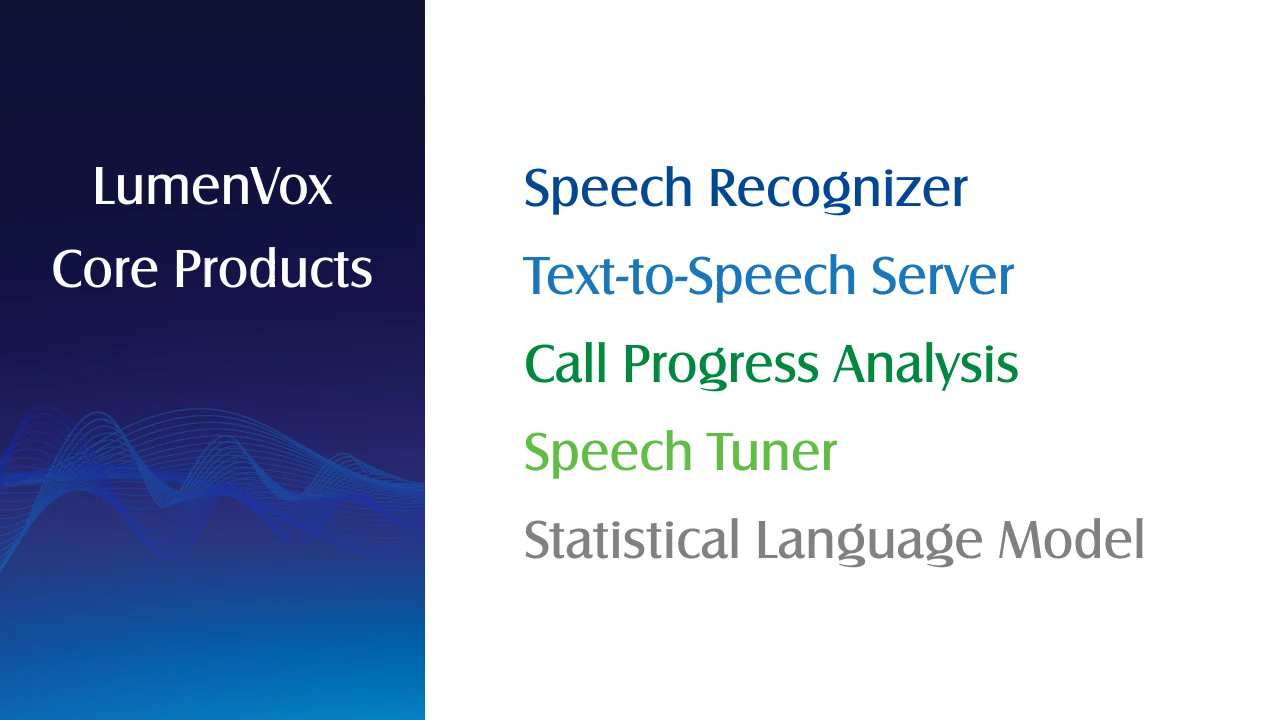 LumenVox
Core Products
Speech Recognizer
Text-to-Speech Server
Call Progress Analysis
Speech Tuner
Statistical Language Model